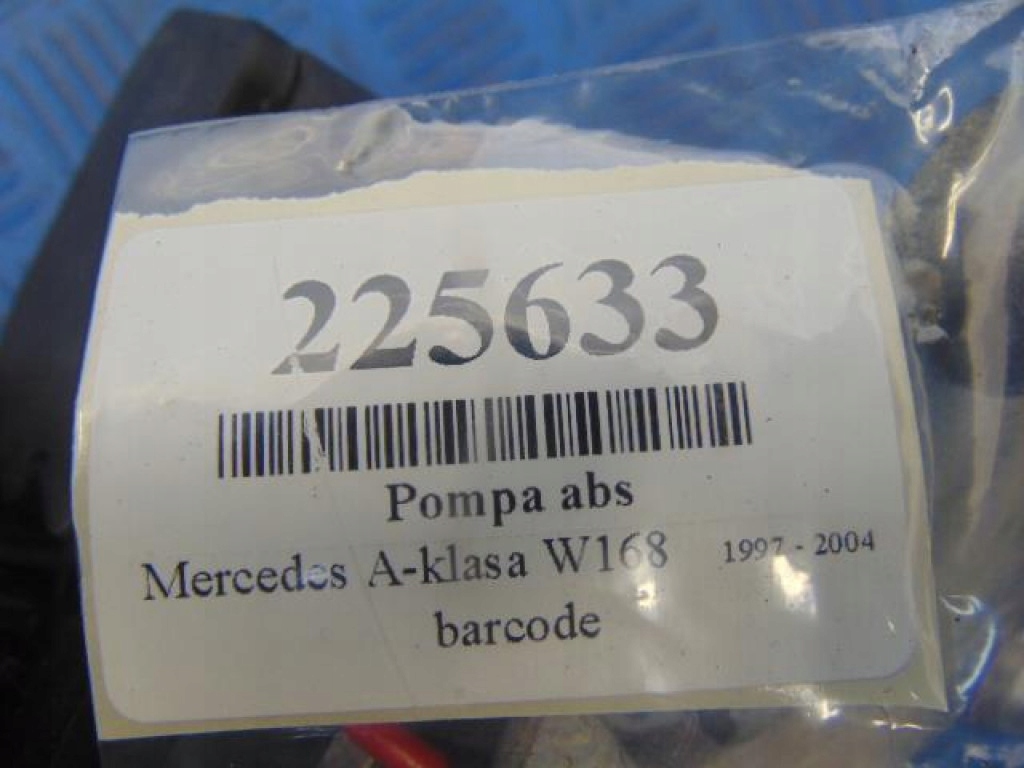 225633
Pompa abs
Mercedes A-klasa W168 1997 - 2004
barcode